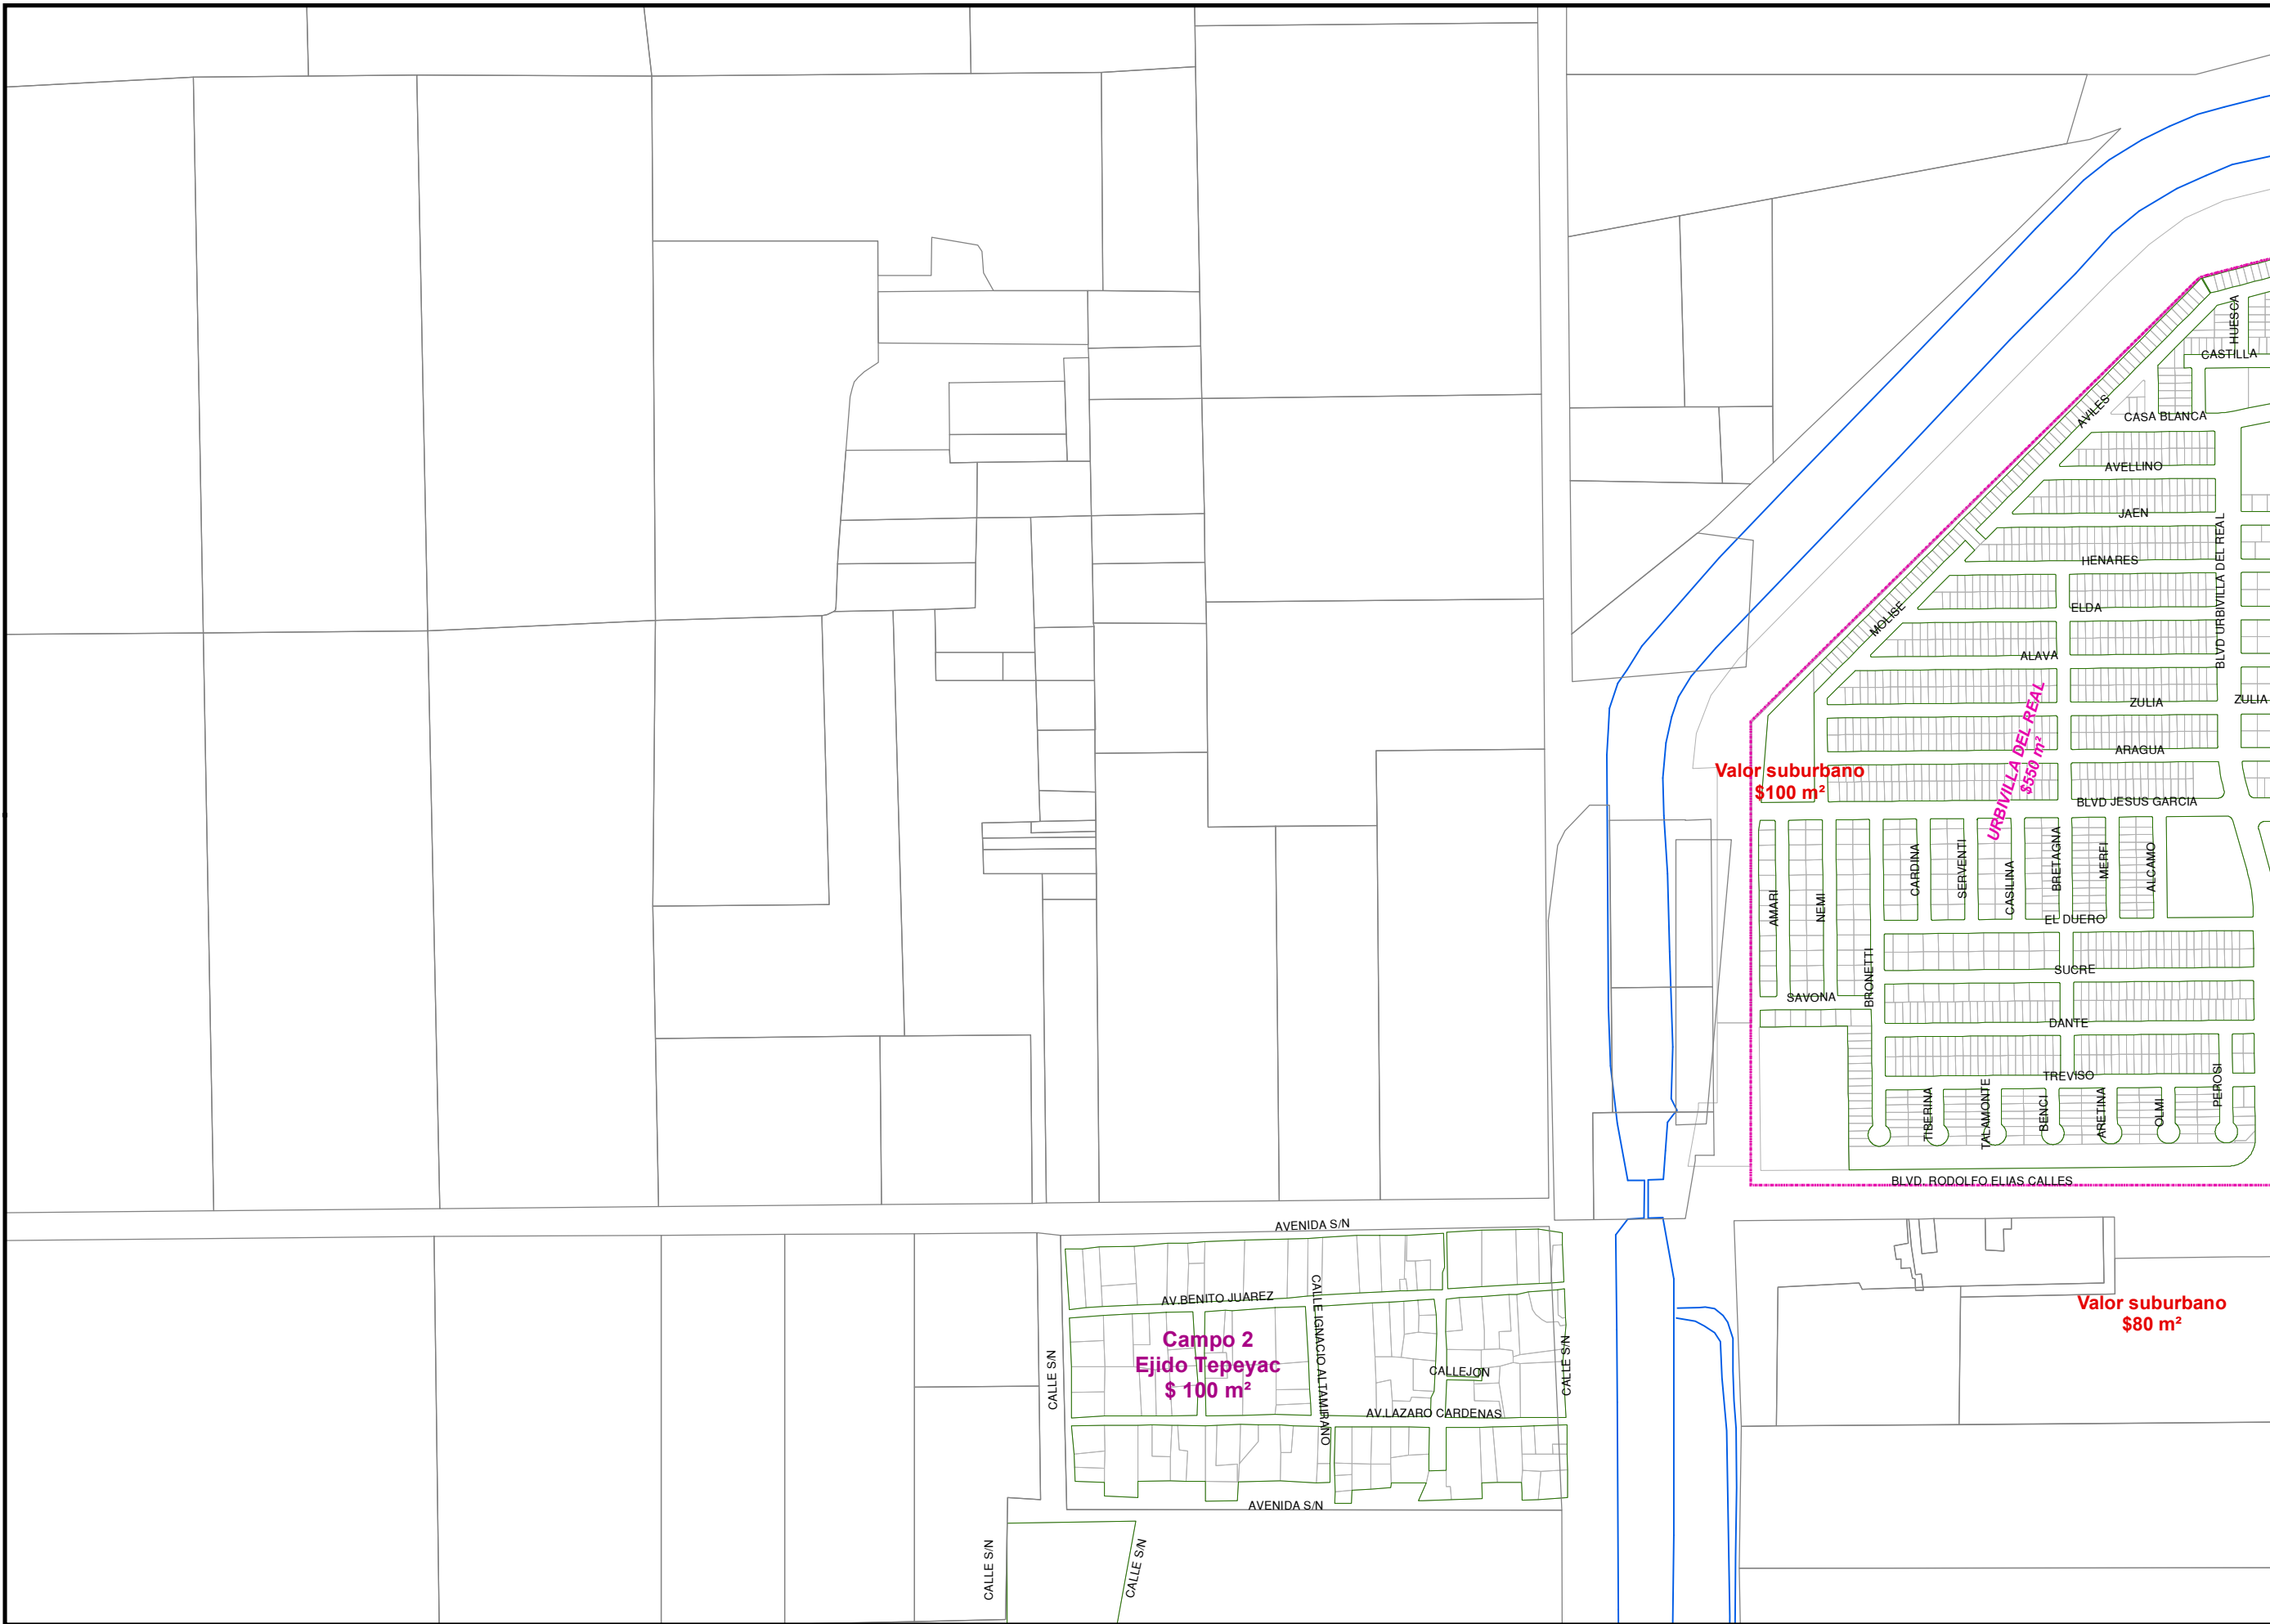 HUESCA
CASTILLA
AVILES
CASA BLANCA
AVELLINO
JAEN
BLVD URBIVILLA DEL REAL
HENARES
ELDA
MOLISE
ALAVA
ZULIA
ZULIA
URBIVILLA DEL REAL
$550 m²
ARAGUA
Valor suburbano
$100 m²
BLVD JESUS GARCIA
AMARI
NEMI
CARDINA
SERVENTI
CASILINA
BRETAGNA
MERFI
ALCAMO
EL DUERO
BRONETTI
SUCRE
SAVONA
DANTE
TREVISO
TIBERINA
TALAMONTE
BENCI
ARETINA
OLMI
PEROSI
BLVD. RODOLFO ELIAS CALLES
AVENIDA S/N
AV.BENITO JUAREZ
CALLE IGNACIO ALTAMIRANO
Valor suburbano
$80 m²
CALLE S/N
Campo 2
Ejido Tepeyac
$ 100 m²
CALLEJON
CALLE S/N
AV.LAZARO CARDENAS
AVENIDA S/N
CALLE S/N
CALLE S/N